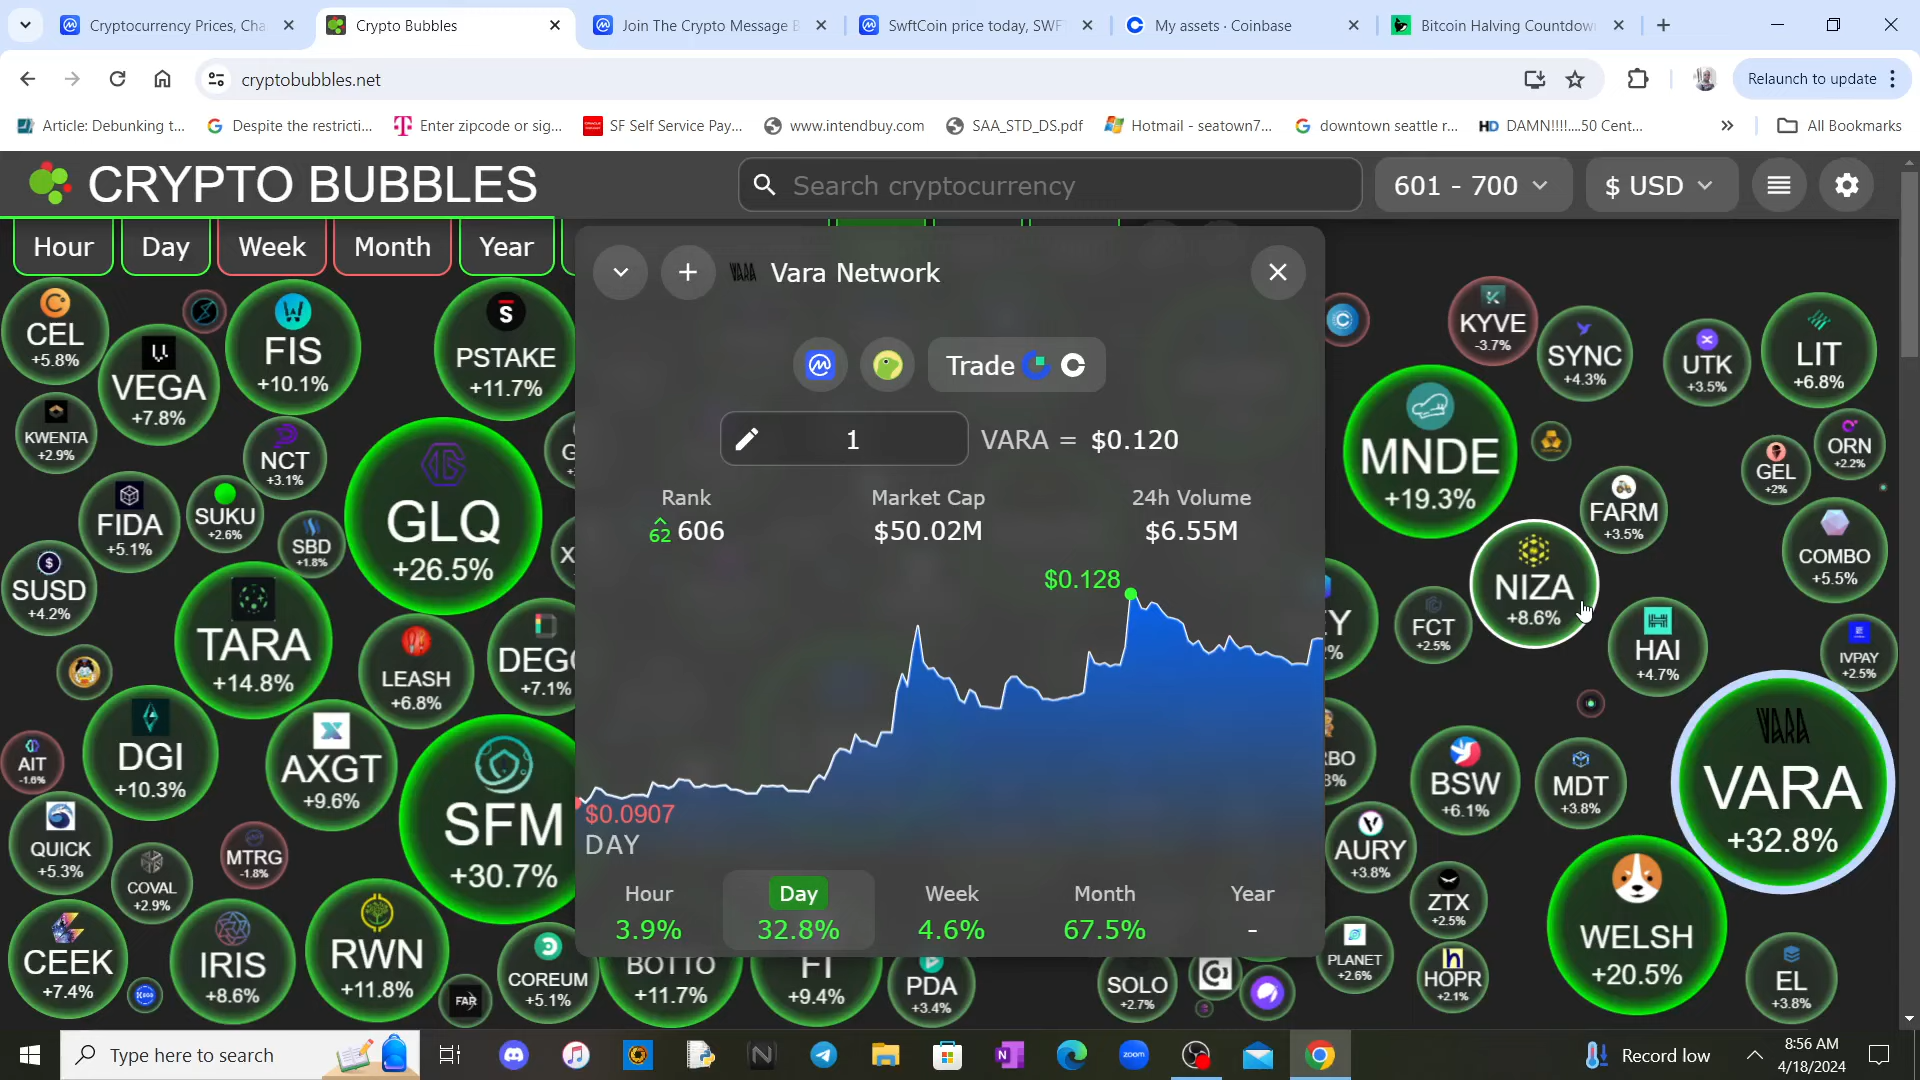 Cryptocurrency Prices, Cha
Crypto Bubbles
Join The Crypto Message B
SwftCoin price today, SWF
My assets · Coinbase
Bitcoin Halving Countdow
cryptobubbles.net
Relaunch to update
Article: Debunking t...
Despite the restricti...
Enter zipcode or sig...
SF Self Service Pay...
www.intendbuy.com
SAA_STD_DS.pdf
Hotmail - seatown7...
downtown seattle r...
HD DAMN!!!!....50 Cent...
All Bookmarks
CRYPTO BUBBLES
Search cryptocurrency
601 - 700
$ USD
Hour
Day
Week
Month
Year
Vara Network
Trade
1
VARA = $0.120
Rank
62 606
Market Cap
$50.02M
24h Volume
$6.55M
$0.128
$0.0907
DAY
Hour
3.9%
Day
32.8%
Week
4.6%
Month
67.5%
Year
-
CEL
+5.8%
VEGA
+7.8%
FIS
+10.1%
PSTAKE
+11.7%
KWENTA
+2.9%
NCT
+3.1%
GLQ
+26.5%
FIDA
+5.1%
SUKU
+2.6%
SBD
+1.8%
SUSD
+4.2%
TARA
+14.8%
LEASH
+6.8%
DEGO
+7.1%
DGI
+10.3%
AXGT
+9.6%
SFM
+30.7%
AIT
-1.6%
QUICK
+5.3%
COVAL
+2.9%
MTRG
-1.8%
CEEK
+7.4%
IRIS
+8.6%
RWN
+11.8%
FAR
COREUM
+5.1%
BOTTO
+11.7%
FI
+9.4%
PDA
+3.4%
SOLO
+2.7%
KYVE
-3.7%
SYNC
+4.3%
UTK
+3.5%
LIT
+6.8%
MNDE
+19.3%
ORN
+2.2%
GEL
+2%
FARM
+3.5%
COMBO
+5.5%
NIZA
+8.6%
FCT
+2.5%
HAI
+4.7%
IVPAY
+2.5%
VARA
VARA
+32.8%
BSW
+6.1%
MDT
+3.8%
AURY
+3.8%
ZTX
+2.5%
WELSH
+20.5%
PLANET
+2.6%
HOPR
+2.1%
EL
+3.8%
Type here to search
zoom
Record low
8:56 AM
4/18/2024